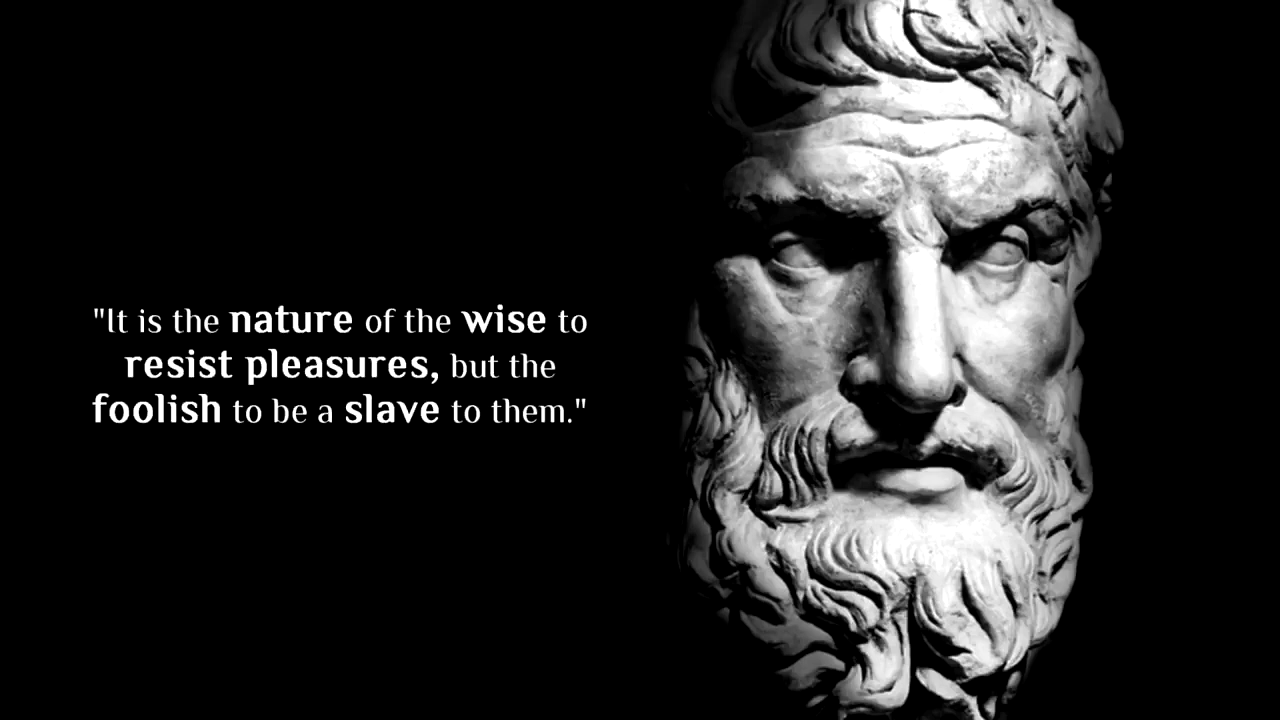 "It is the nature of the wise to
resist pleasures, but the
foolish to be a slave to them."